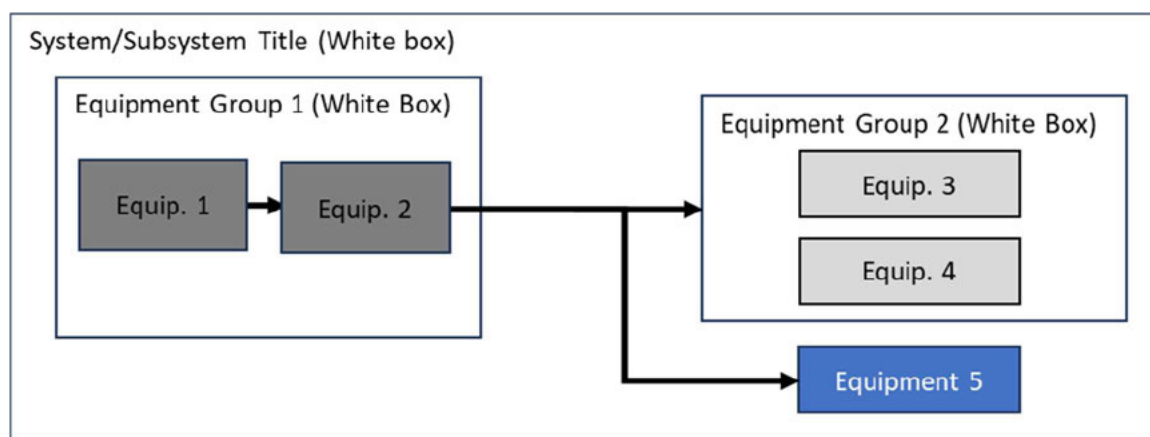 System/Subsystem Title (White box)
Equipment Group 1 (White Box)
Equip. 1
Equip. 2
Equipment Group 2 (White Box)
Equip. 3
Equip. 4
Equipment 5